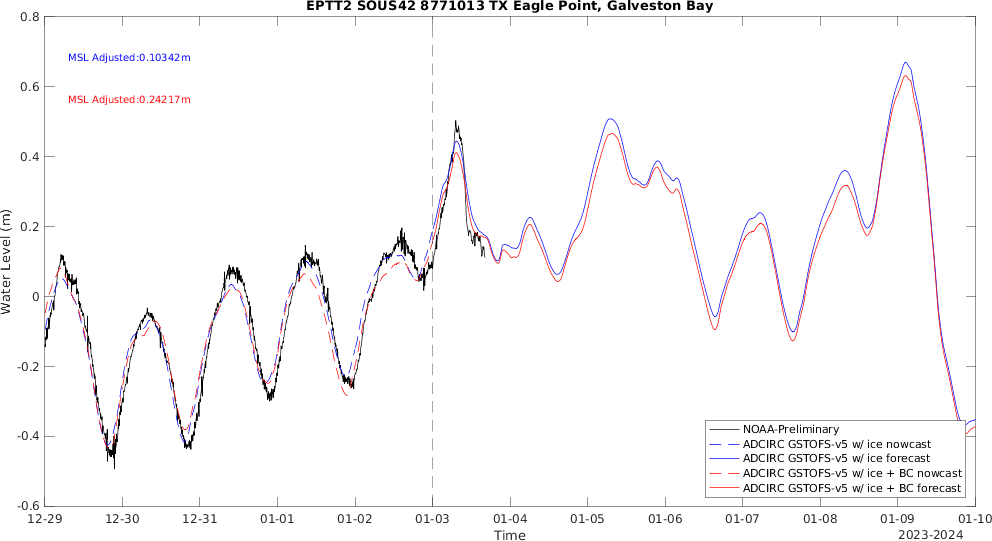 EPTT2 SOUS42 8771013 TX Eagle Point, Galveston Bay
MSL Adjusted:0.10342m
MSL Adjusted:0.24217m
Water Level (m)
0.8
0.6
0.4
0.2
0
-0.2
-0.4
-0.6
NOAA-Preliminary
ADCIRC GSTOFS-v5 w/ ice nowcast
ADCIRC GSTOFS-v5 w/ ice forecast
ADCIRC GSTOFS-v5 w/ ice + BC nowcast
ADCIRC GSTOFS-v5 w/ ice + BC forecast
12-29 12-30 12-31 01-01 01-02 01-03 01-04 01-05 01-06 01-07 01-08 01-09 01-10
Time
2023-2024